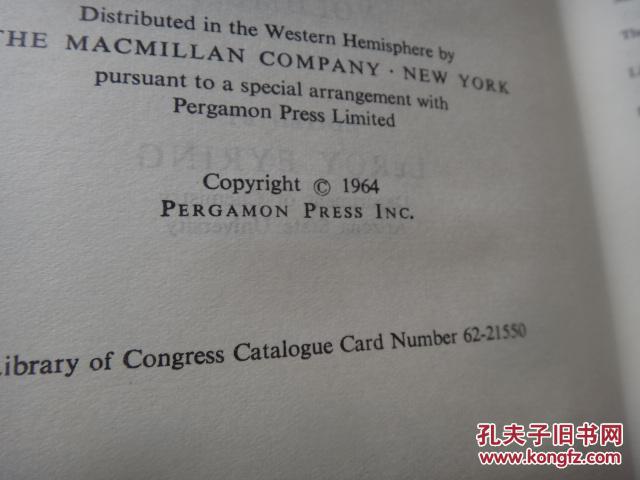 Distributed in the Western Hemisphere by
THE MACMILLAN COMPANY · NEW YORK
pursuant to a special arrangement with
Pergamon Press Limited
Copyright © 1964
PERGAMON PRESS INC.
Library of Congress Catalogue Card Number 62-21550
孔夫子旧书网
www.kongfz.com